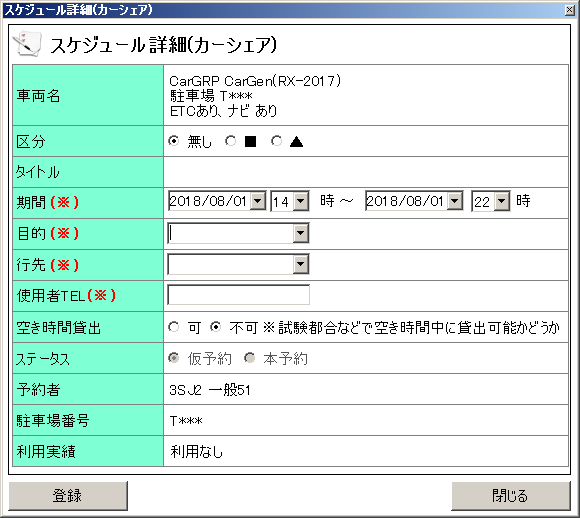 スケジュール詳細(カーシェア)
スケジュール詳細(カーシェア)
車両名
CarGRP CarGen(RX-2017)
駐車場 T***
ETCあり、ナビ あり
区分 無し ■ ▲
タイトル
期間(※) 2018/08/01 14 時 ～ 2018/08/01 22 時
目的(※)
行先(※)
使用者TEL(※)
空き時間貸出 可 不可 ※試験都合などで空き時間中に貸出可能かどうか
ステータス 仮予約 本予約
予約者 3SJ2 一般51
駐車場番号 T***
利用実績 利用なし
登録 閉じる